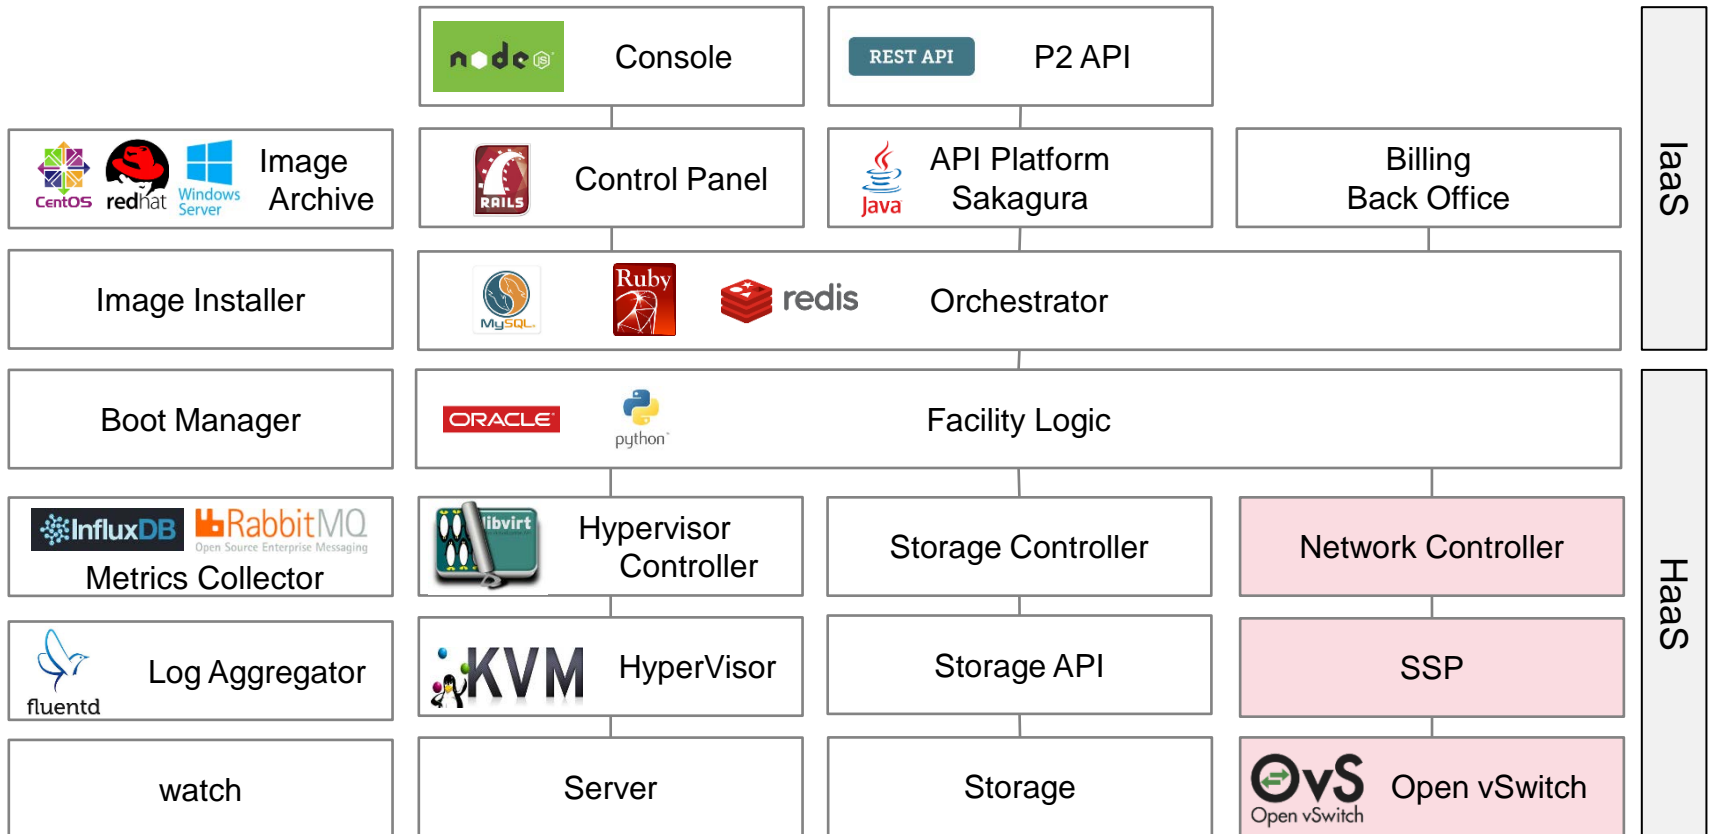 node JS
Console
REST API
P2 API
CentOS
redhat
Windows
Server
Image
Archive
RAILS
Control Panel
Java
API Platform
Sakagura
Billing
Back Office
IaaS
Image Installer
MySQL
Ruby
redis
Orchestrator
Boot Manager
ORACLE
python
Facility Logic
InfluxDB
RabbitMQ
Open Source Enterprise Messaging
Metrics Collector
libvirt
Hypervisor
Controller
Storage Controller
Network Controller
HaaS
fluentd
Log Aggregator
KVM
HyperVisor
Storage API
SSP
watch
Server
Storage
OvS
Open vSwitch
Open vSwitch